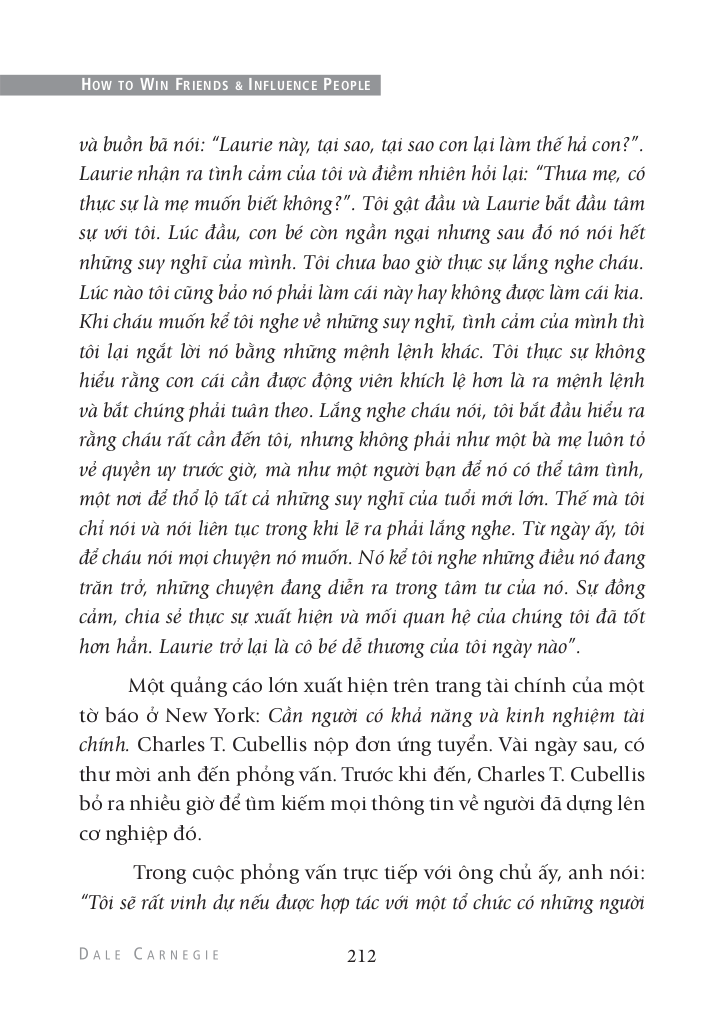 HOW TO WIN FRIENDS & INFLUENCE PEOPLE
và buồn bã nói: “Laurie này, tại sao, tại sao con lại làm thế hả con?”.
Laurie nhận ra tình cảm của tôi và điềm nhiên hỏi lại: “Thưa mẹ, có
thực sự là mẹ muốn biết không?”. Tôi gật đầu và Laurie bắt đầu tâm
sự với tôi. Lúc đầu, con bé còn ngần ngại nhưng sau đó nó nói hết
những suy nghĩ của mình. Tôi chưa bao giờ thực sự lắng nghe cháu.
Lúc nào tôi cũng bảo nó phải làm cái này hay không được làm cái kia.
Khi cháu muốn kể tôi nghe về những suy nghĩ, tình cảm của mình thì
tôi lại ngắt lời nó bằng những mệnh lệnh khác. Tôi thực sự không
hiểu rằng con cái cần được động viên khích lệ hơn là ra mệnh lệnh
và bắt chúng phải tuân theo. Lắng nghe cháu nói, tôi bắt đầu hiểu ra
rằng cháu rất cần đến tôi, nhưng không phải như một bà mẹ luôn tỏ
vẻ quyền uy trước giờ, mà như một người bạn để nó có thể tâm tình,
một nơi để thổ lộ tất cả những suy nghĩ của tuổi mới lớn. Thế mà tôi
chỉ nói và nói liên tục trong khi lẽ ra phải lắng nghe. Từ ngày ấy, tôi
để cháu nói mọi chuyện nó muốn. Nó kể tôi nghe những điều nó đang
trăn trở, những chuyện đang diễn ra trong tâm tư của nó. Sự đồng
cảm, chia sẻ thực sự xuất hiện và mối quan hệ của chúng tôi đã tốt
hơn hẳn. Laurie trở lại là cô bé dễ thương của tôi ngày nào”.
Một quảng cáo lớn xuất hiện trên trang tài chính của một
tờ báo ở New York: Cần người có khả năng và kinh nghiệm tài
chính. Charles T. Cubellis nộp đơn ứng tuyển. Vài ngày sau, có
thư mời anh đến phỏng vấn. Trước khi đến, Charles T. Cubellis
bỏ ra nhiều giờ để tìm kiếm mọi thông tin về người đã dựng lên
cơ nghiệp đó.
Trong cuộc phỏng vấn trực tiếp với ông chủ ấy, anh nói:
“Tôi sẽ rất vinh dự nếu được hợp tác với một tổ chức có những người
DALE CARNEGIE 212